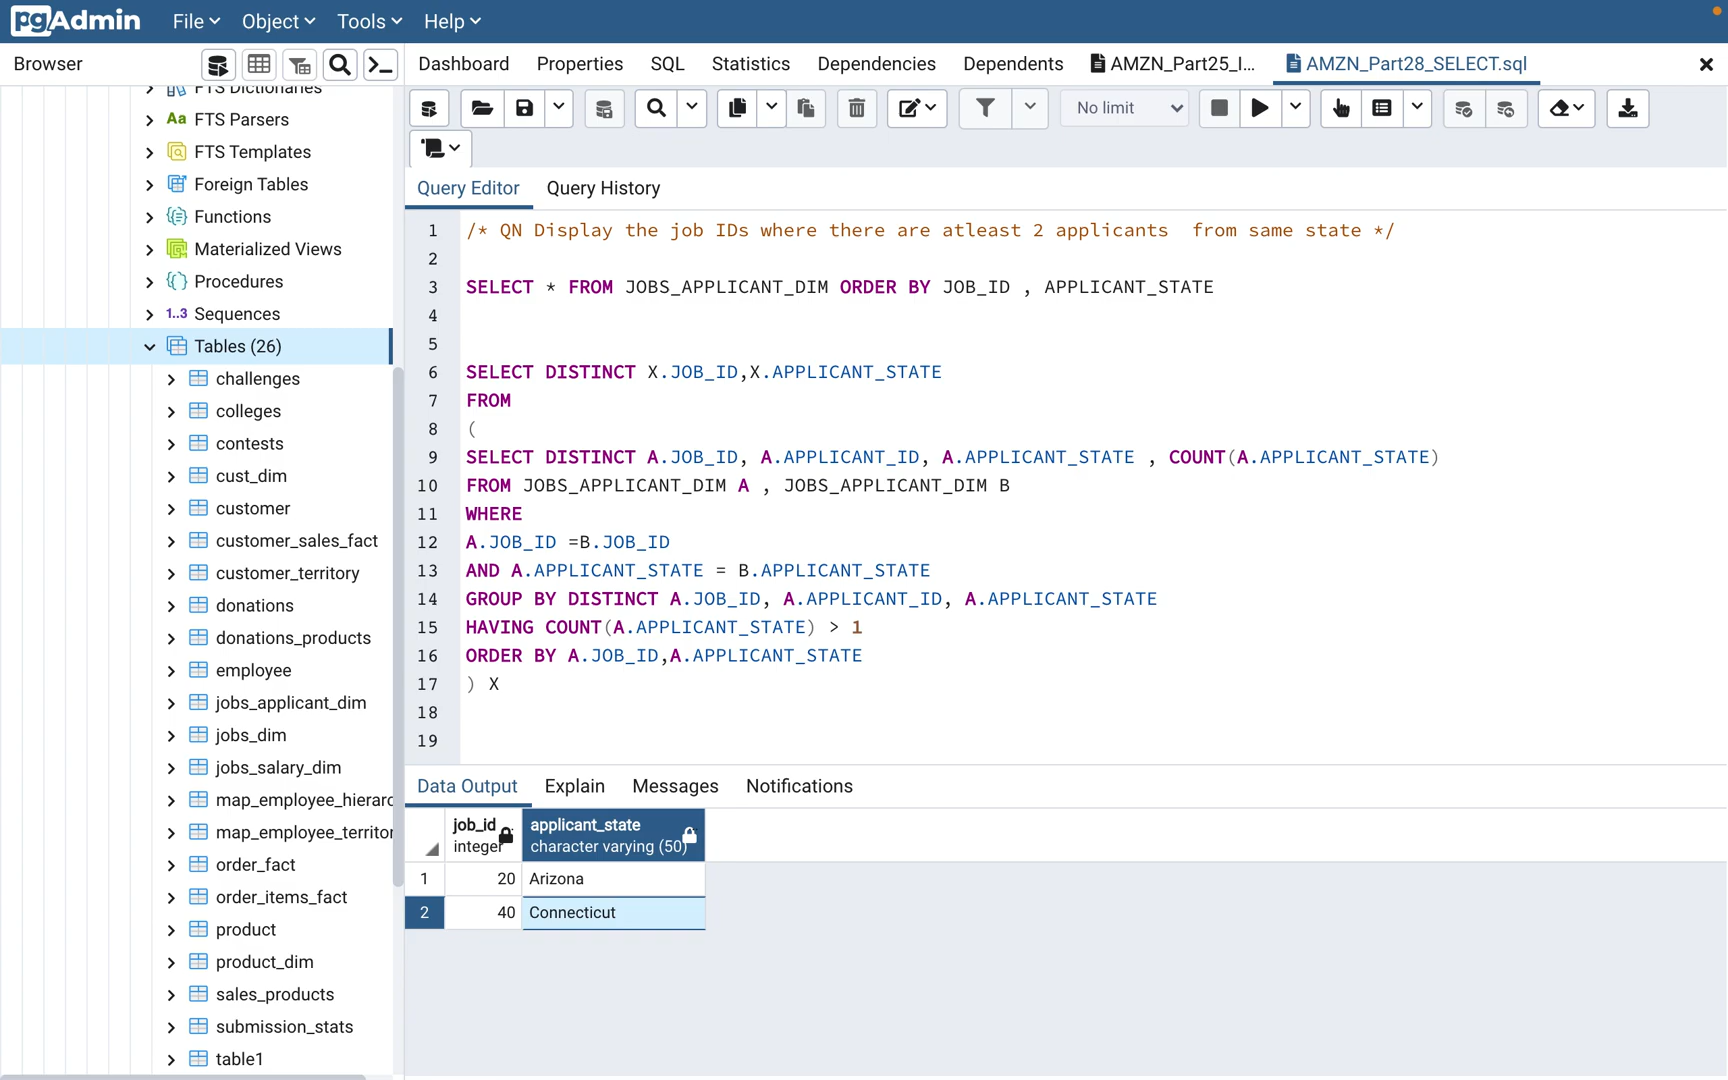 pgAdmin File Object Tools Help
Browser
Dashboard Properties SQL Statistics Dependencies Dependents AMZN_Part25_I... AMZN_Part28_SELECT.sql
No limit
Query Editor Query History
FTS Dictionaries
Aa FTS Parsers
FTS Templates
Foreign Tables
Functions
Materialized Views
Procedures
1..3 Sequences
Tables (26)
challenges
colleges
contests
cust_dim
customer
customer_sales_fact
customer_territory
donations
donations_products
employee
jobs_applicant_dim
jobs_dim
jobs_salary_dim
map_employee_hierarc
map_employee_territor
order_fact
order_items_fact
product
product_dim
sales_products
submission_stats
table1
1 /* QN Display the job IDs where there are atleast 2 applicants  from same state */
2
3 SELECT * FROM JOBS_APPLICANT_DIM ORDER BY JOB_ID , APPLICANT_STATE
4
5
6 SELECT DISTINCT X.JOB_ID,X.APPLICANT_STATE
7 FROM
8 (
9 SELECT DISTINCT A.JOB_ID, A.APPLICANT_ID, A.APPLICANT_STATE , COUNT(A.APPLICANT_STATE)
10 FROM JOBS_APPLICANT_DIM A , JOBS_APPLICANT_DIM B
11 WHERE
12 A.JOB_ID =B.JOB_ID
13 AND A.APPLICANT_STATE = B.APPLICANT_STATE
14 GROUP BY DISTINCT A.JOB_ID, A.APPLICANT_ID, A.APPLICANT_STATE
15 HAVING COUNT(A.APPLICANT_STATE) > 1
16 ORDER BY A.JOB_ID,A.APPLICANT_STATE
17 ) X
18
19
Data Output Explain Messages Notifications
job_id applicant_state
integer character varying (50)
1 20 Arizona
2 40 Connecticut